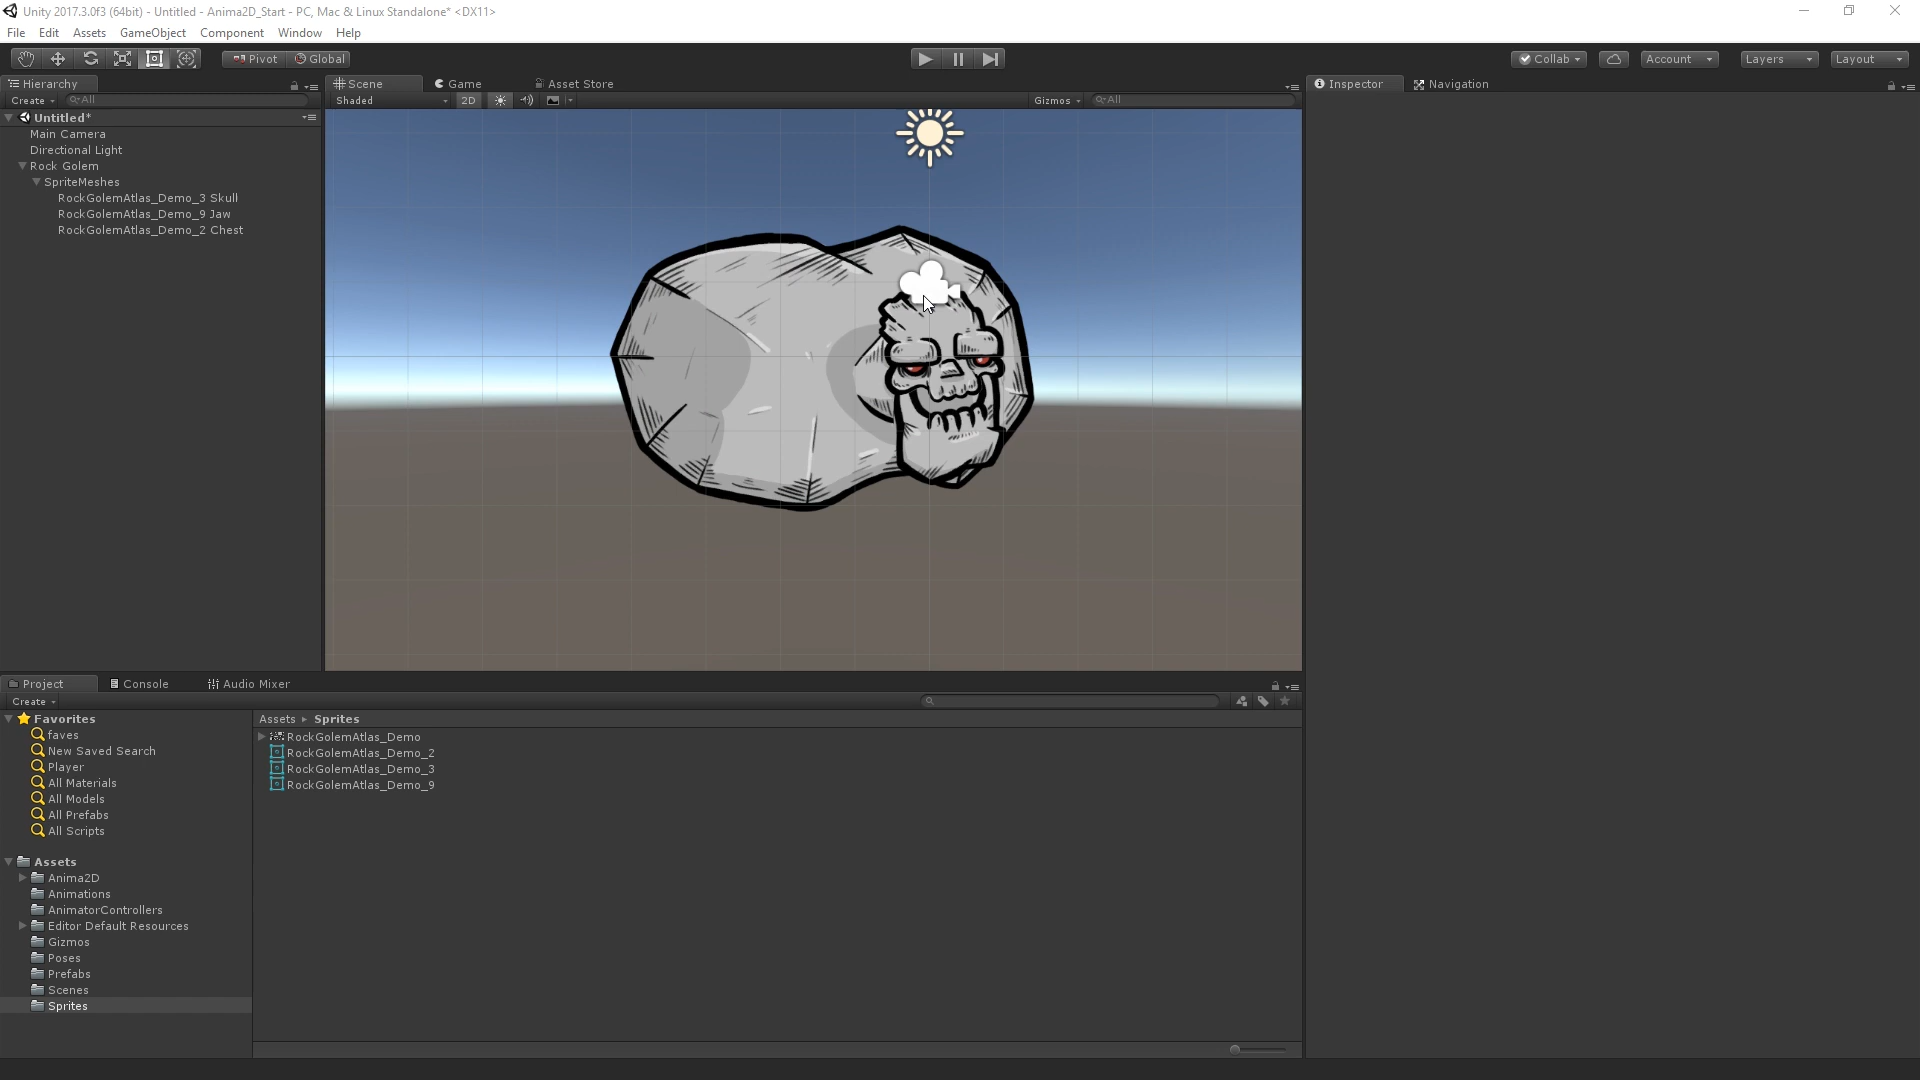 Unity 2017.3.0f3 (64bit) - Untitled - Anima2D_Start - PC, Mac & Linux Standalone* <DX11>
File Edit Assets GameObject Component Window Help
Pivot Global Collab Account Layers Layout
Hierarchy Scene Game Asset Store Inspector Navigation
Create All Shaded 2D Gizmos All
Untitled*
Main Camera
Directional Light
Rock Golem
SpriteMeshes
RockGolemAtlas_Demo_3 Skull
RockGolemAtlas_Demo_9 Jaw
RockGolemAtlas_Demo_2 Chest
Project Console Audio Mixer
Create
Favorites
faves
New Saved Search
Player
All Materials
All Models
All Prefabs
All Scripts
Assets
Anima2D
Animations
AnimatorControllers
Editor Default Resources
Gizmos
Poses
Prefabs
Scenes
Sprites
Assets Sprites
RockGolemAtlas_Demo
RockGolemAtlas_Demo_2
RockGolemAtlas_Demo_3
RockGolemAtlas_Demo_9